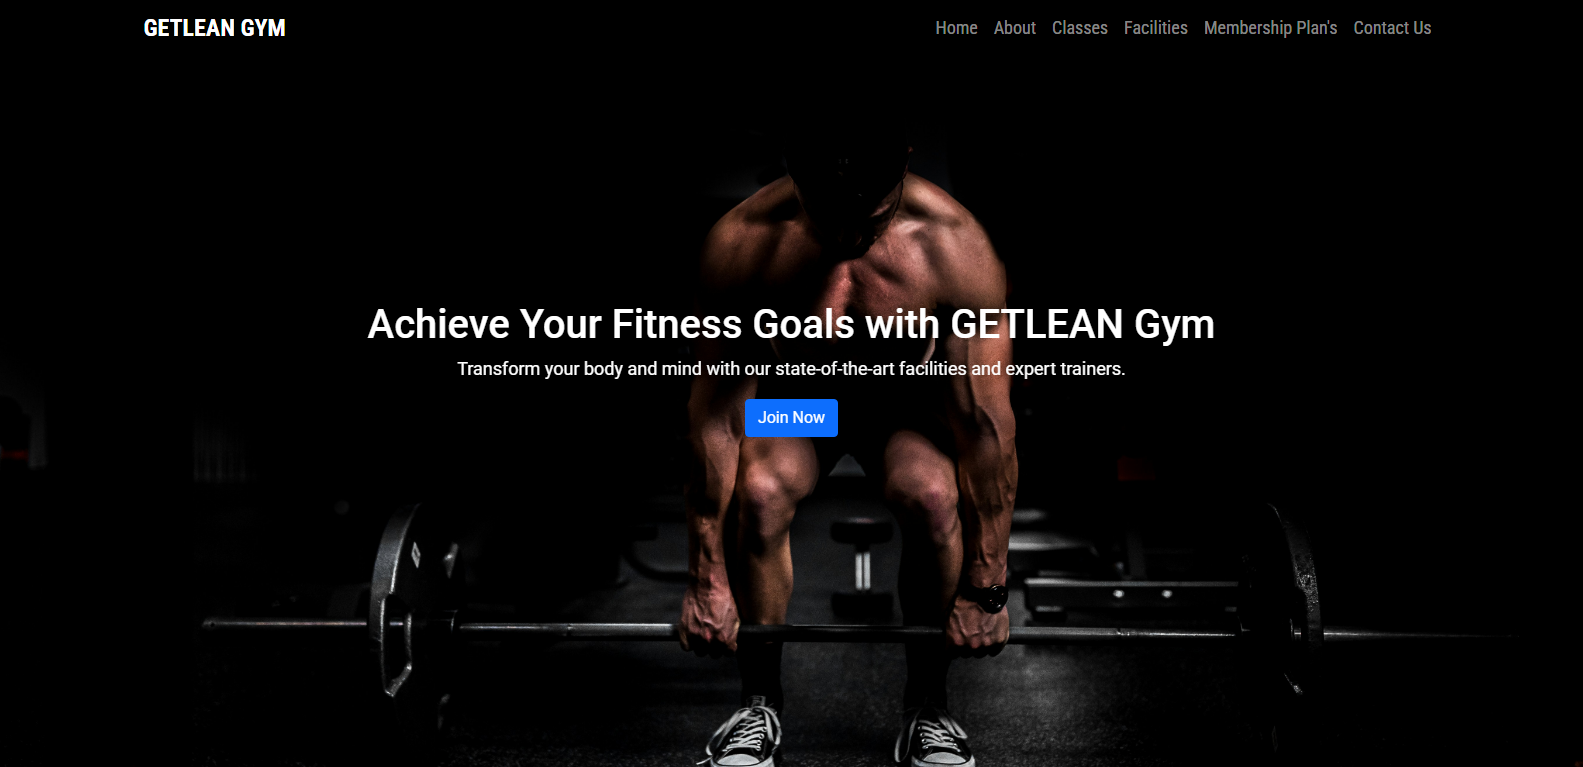 GETLEAN GYM
Home About Classes Facilities Membership Plan's Contact Us
Achieve Your Fitness Goals with GETLEAN Gym
Transform your body and mind with our state-of-the-art facilities and expert trainers.
Join Now